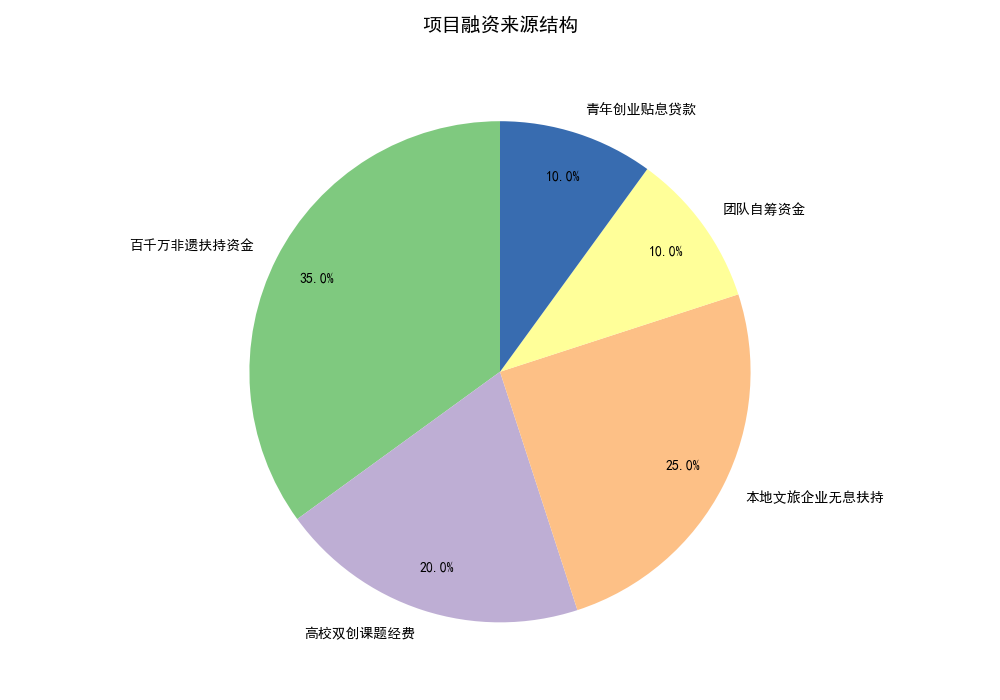 项目融资来源结构
青年创业贴息贷款
10.0%
团队自筹资金
10.0%
百千万非遗扶持资金
35.0%
25.0%
本地文旅企业无息扶持
20.0%
高校双创课题经费